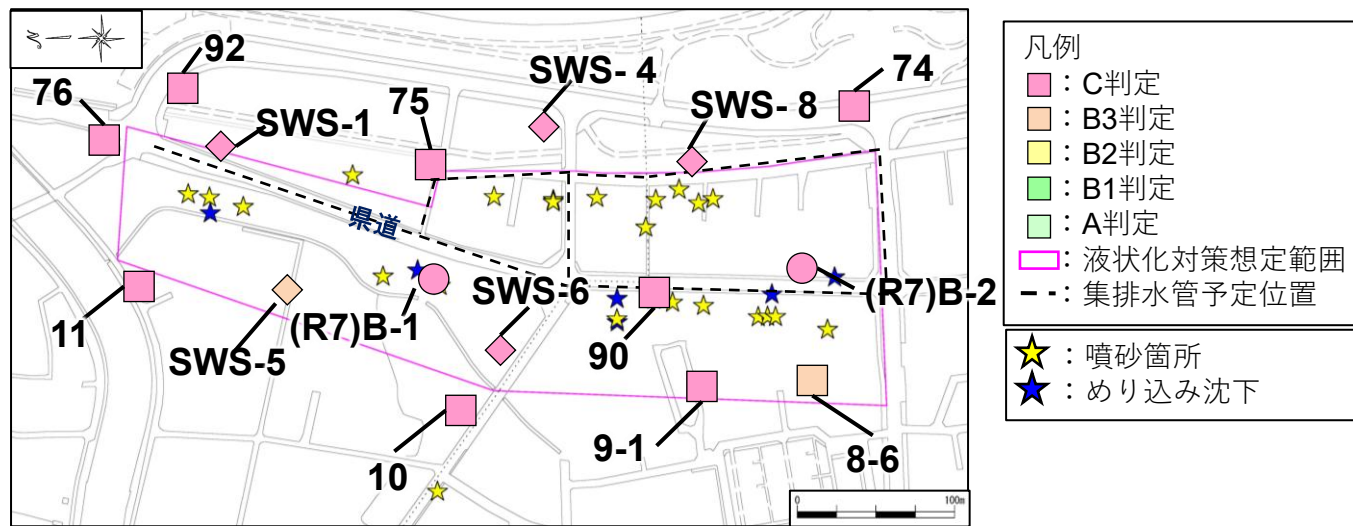 92
76
SWS-1
75
SWS- 4
SWS- 8
74
県道
11
SWS-5
(R7)B-1
SWS-6
90
(R7)B-2
10
9-1
8-6
0
100m
凡例
：C判定
：B3判定
：B2判定
：B1判定
：A判定
：液状化対策想定範囲
：集排水管予定位置
：噴砂箇所
：めり込み沈下